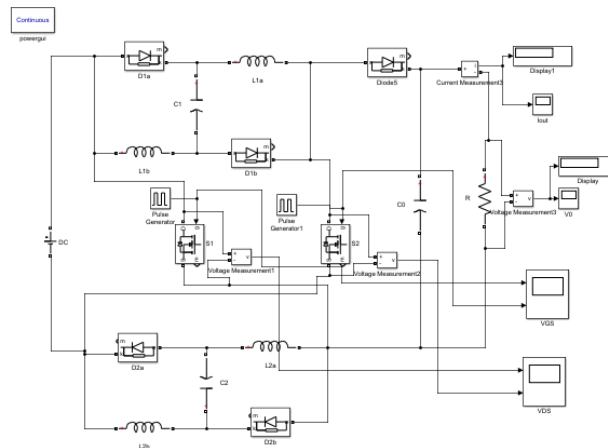 Continuous
powergui
D1a
L1a
Diode5
Display1
Current Measurement3
Iout
C1
L1b
D1b
Display
R
Voltage Measurement3
V0
Pulse
Generator
Pulse
Generator1
C0
DC
S1
S2
Voltage Measurement1
Voltage Measurement2
VGS
D2a
L2a
C2
VDS
L2b
D2b